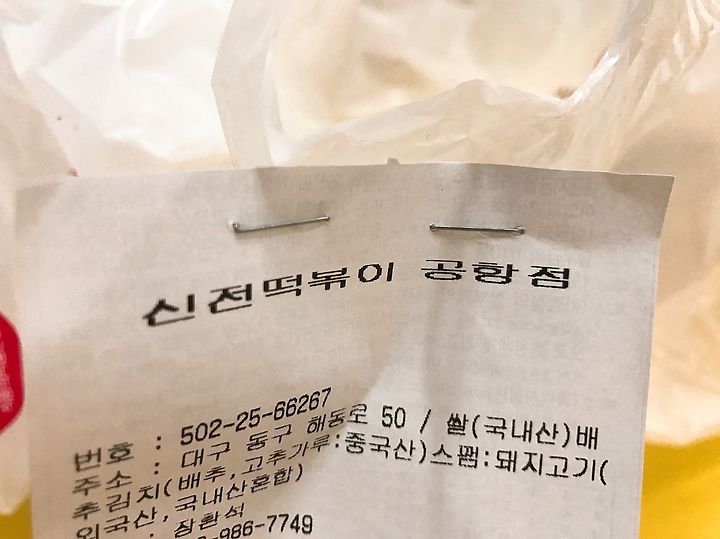 신전떡볶이 공항점
번호 : 502-25-66267
주소 : 대구 동구 해동로 50 / 쌀(국내산)배
추김치(배추,고추가루:중국산)스팸:돼지고기(
외국산,국내산혼합)
: 장환석
-986-7749